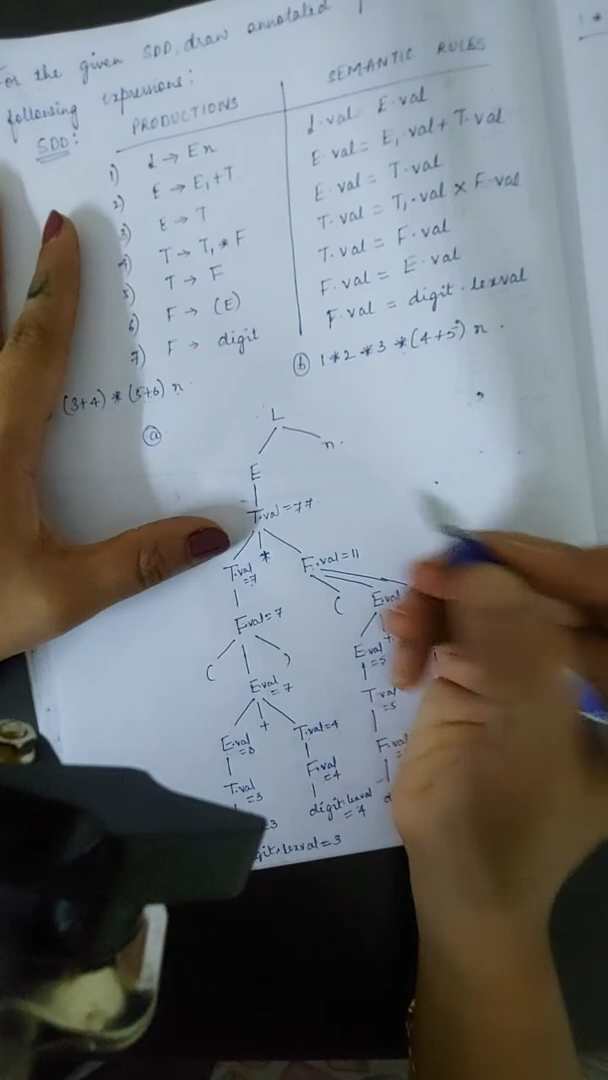 For the given SDD, draw annotated
following expressions:
SDD:
PRODUCTIONS SEMANTIC RULES
1) L → En L.val = E.val
2) E → E₁+T E.val = E₁.val + T.val
3) E → T E.val = T.val
4) T → T₁ * F T.val = T₁.val × F.val
5) T → F T.val = F.val
6) F → (E) F.val = E.val
7) F → digit F.val = digit.lexval
(3+4) * (5+6) n (b) 1*2*3*(4+5) n.
(a)
L
E n.
T.val = 77
T.val =7 * F.val = 11
F.val = 7 ( E.val
( E.val = 7 ) E.val =5 +
E.val =3 + T.val=4 T.val =5
T.val =3 F.val =4 F.val
=3 digit.lexval = 4
git.lexval = 3